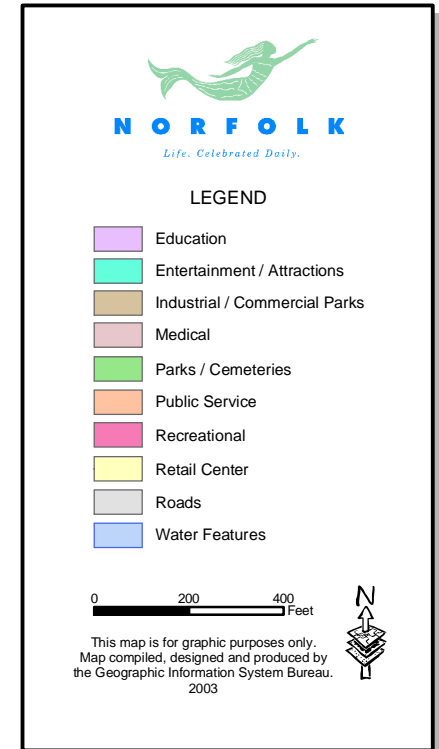 NORFOLK
Life. Celebrated Daily.
LEGEND
Education
Entertainment / Attractions
Industrial / Commercial Parks
Medical
Parks / Cemeteries
Public Service
Recreational
Retail Center
Roads
Water Features
0 200 400
Feet
N
This map is for graphic purposes only.
Map compiled, designed and produced by
the Geographic Information System Bureau.
2003